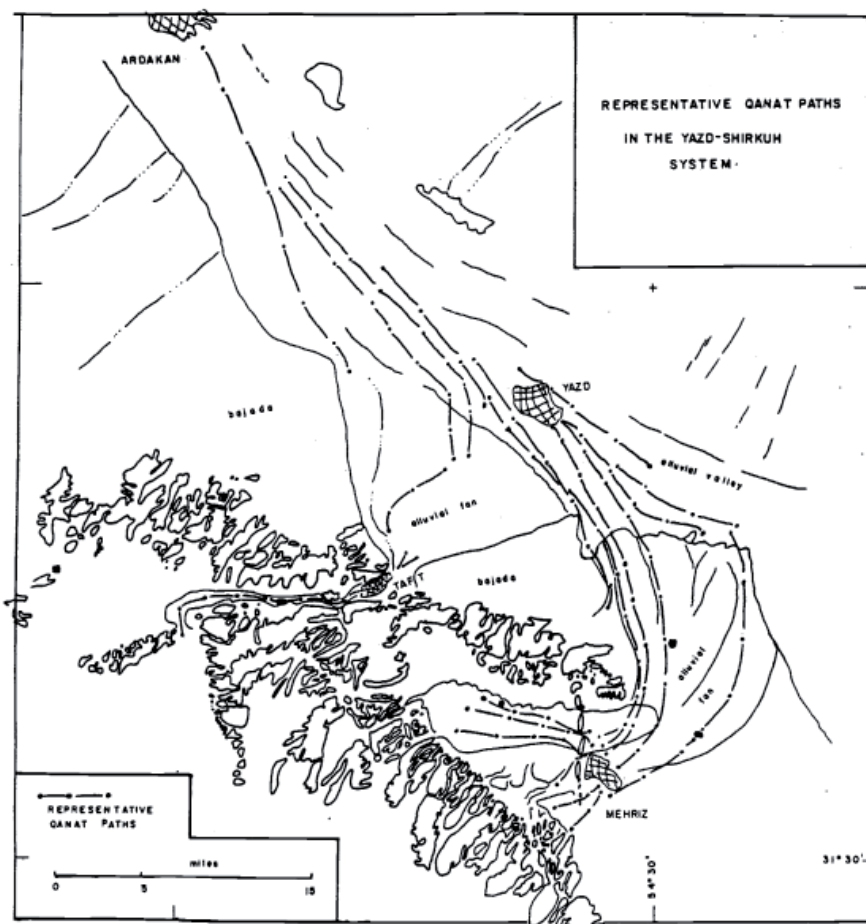 ARDAKAN
REPRESENTATIVE QANAT PATHS
IN THE YAZD-SHIRKUH
SYSTEM.
YAZD
bajada
alluvial valley
alluvial fan
TAFT
bajada
alluvial
fan
MEHRIZ
REPRESENTATIVE
QANAT PATHS
miles
0 5 15
31°30'
54°30'